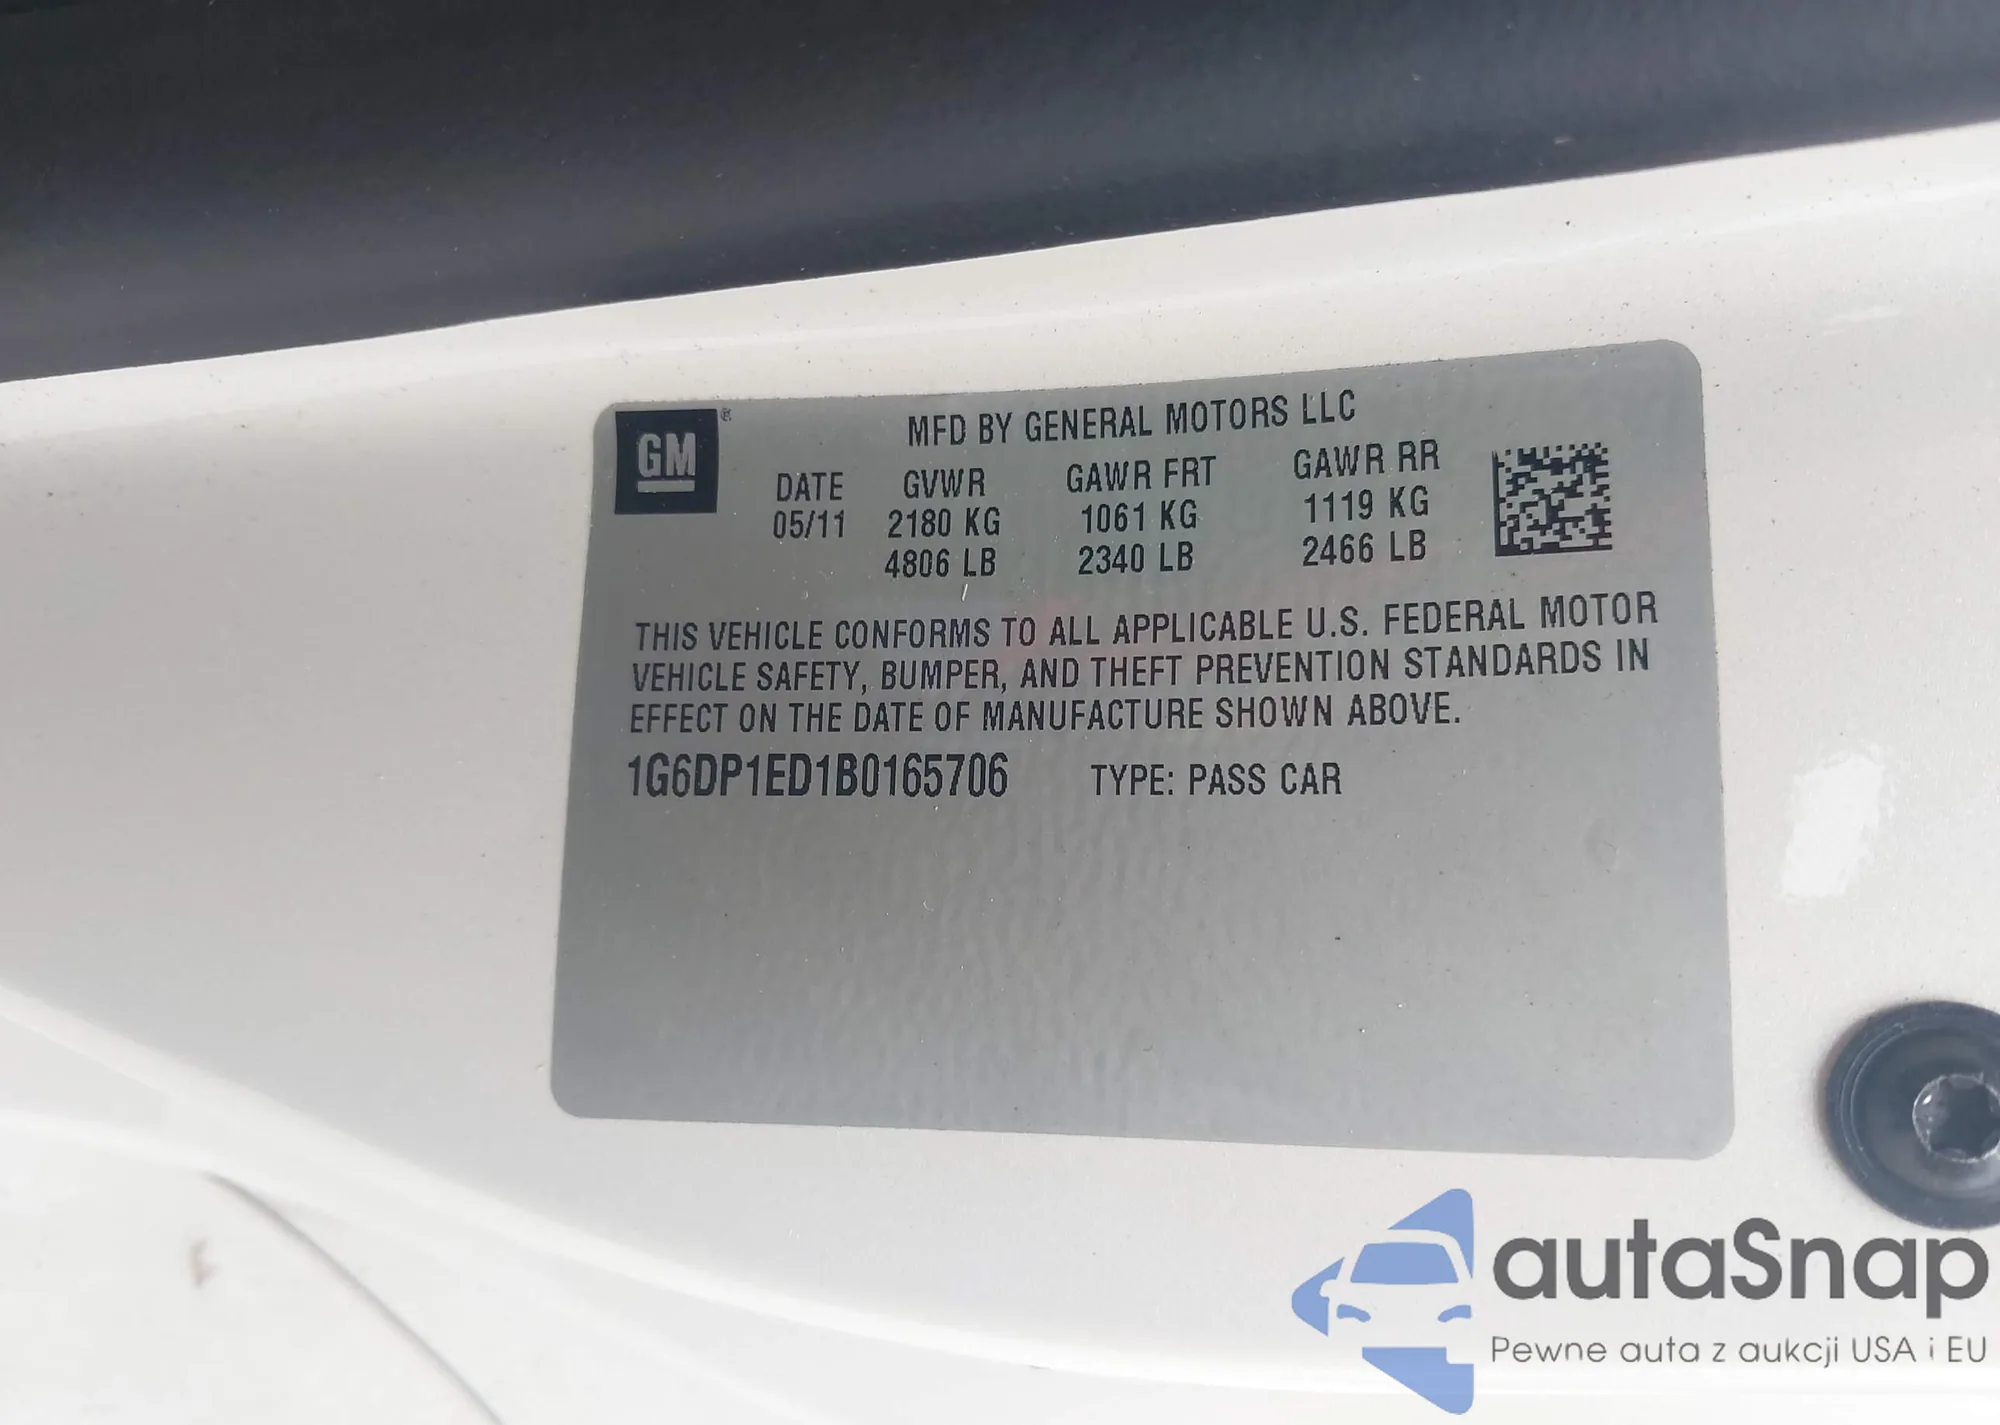 GM ®
MFD BY GENERAL MOTORS LLC
DATE GVWR GAWR FRT GAWR RR
05/11 2180 KG 1061 KG 1119 KG
4806 LB 2340 LB 2466 LB
THIS VEHICLE CONFORMS TO ALL APPLICABLE U.S. FEDERAL MOTOR
VEHICLE SAFETY, BUMPER, AND THEFT PREVENTION STANDARDS IN
EFFECT ON THE DATE OF MANUFACTURE SHOWN ABOVE.
1G6DP1ED1B0165706 TYPE: PASS CAR
autaSnap
Pewne auta z aukcji USA i EU